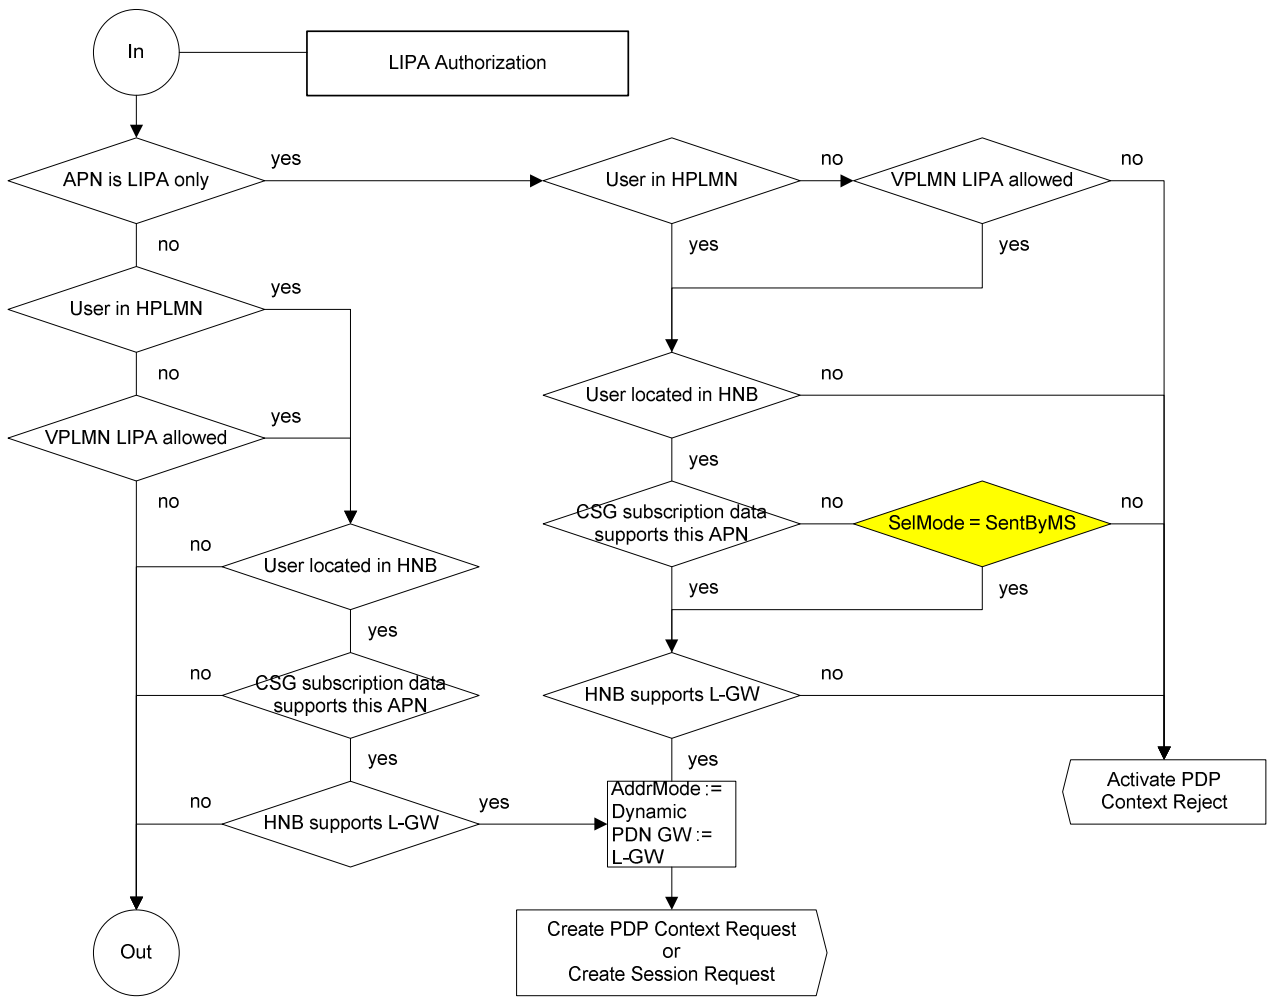 In
LIPA Authorization
APN is LIPA only
yes
no
User in HPLMN
no
yes
VPLMN LIPA allowed
no
yes
User in HPLMN
yes
no
VPLMN LIPA allowed
yes
no
User located in HNB
no
yes
User located in HNB
no
yes
CSG subscription data
supports this APN
no
yes
SelMode = SentByMS
no
yes
CSG subscription data
supports this APN
no
yes
HNB supports L-GW
no
yes
HNB supports L-GW
no
yes
AddrMode :=
Dynamic
PDN GW :=
L-GW
Activate PDP
Context Reject
Out
Create PDP Context Request
or
Create Session Request